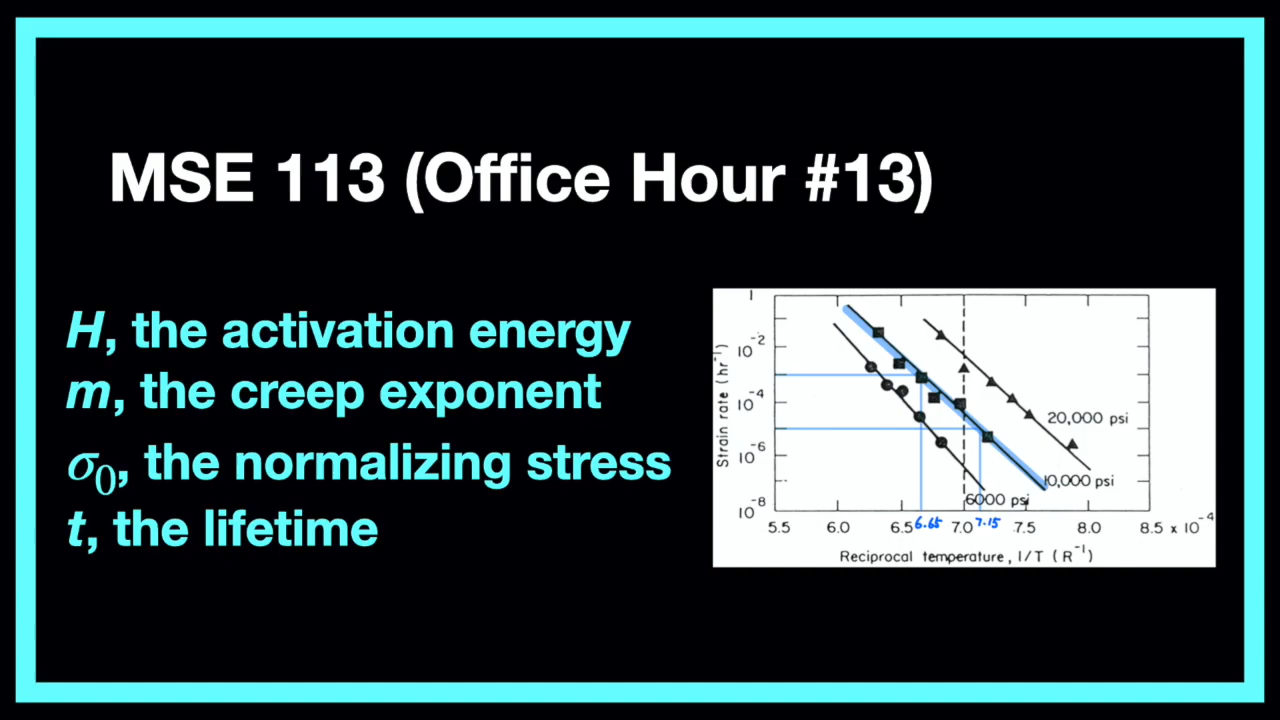 MSE 113 (Office Hour #13)
H, the activation energy
m, the creep exponent
σ₀, the normalizing stress
t, the lifetime
1
10⁻²
10⁻⁴
10⁻⁶
10⁻⁸
Strain rate (hr⁻¹)
20,000 psi
10,000 psi
6000 psi
5.5 6.0 6.5 6.65 7.0 7.15 7.5 8.0 8.5 x 10⁻⁴
Reciprocal temperature, 1/T (R⁻¹)